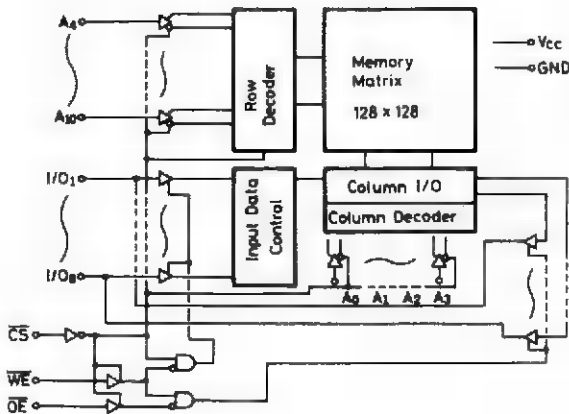 A4
A10
Row Decoder
Memory Matrix
128 x 128
Vcc
GND
I/O1
I/O8
Input Data Control
Column I/O
Column Decoder
A0 A1 A2 A3
CS
WE
OE